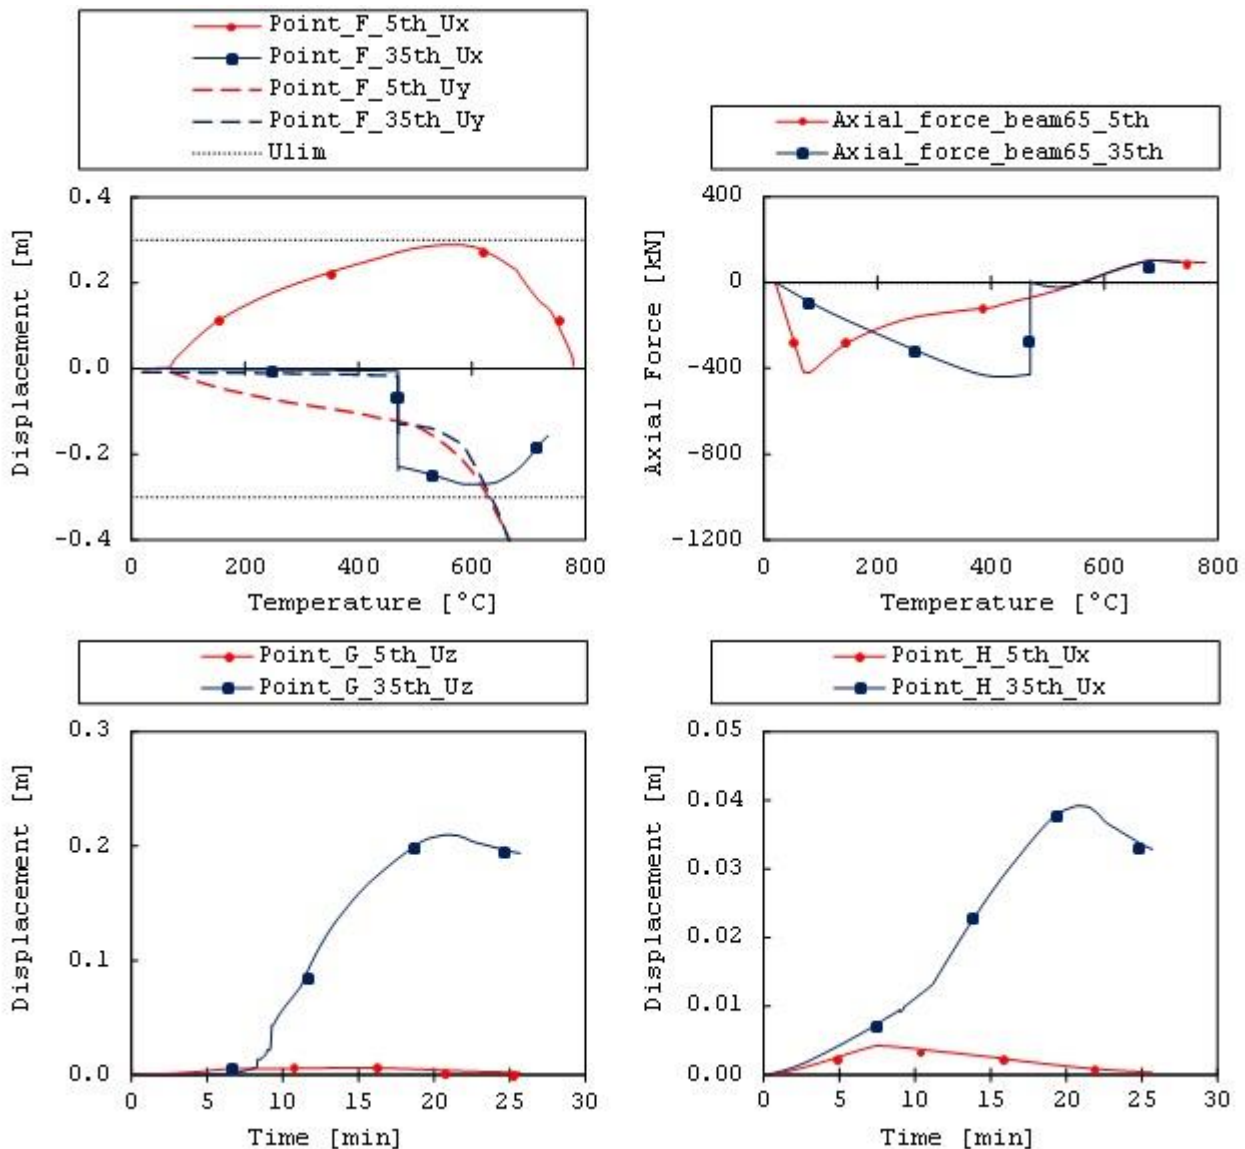 Point_F_5th_Ux
Point_F_35th_Ux
Point_F_5th_Uy
Point_F_35th_Uy
Ulim
Displacement [m]
0.4
0.2
0.0
-0.2
-0.4
0 200 400 600 800
Temperature [°C]
Axial_force_beam65_5th
Axial_force_beam65_35th
Axial Force [kN]
400
0
-400
-800
-1200
0 200 400 600 800
Temperature [°C]
Point_G_5th_Uz
Point_G_35th_Uz
Displacement [m]
0.3
0.2
0.1
0.0
0 5 10 15 20 25 30
Time [min]
Point_H_5th_Ux
Point_H_35th_Ux
Displacement [m]
0.05
0.04
0.03
0.02
0.01
0.00
0 5 10 15 20 25 30
Time [min]